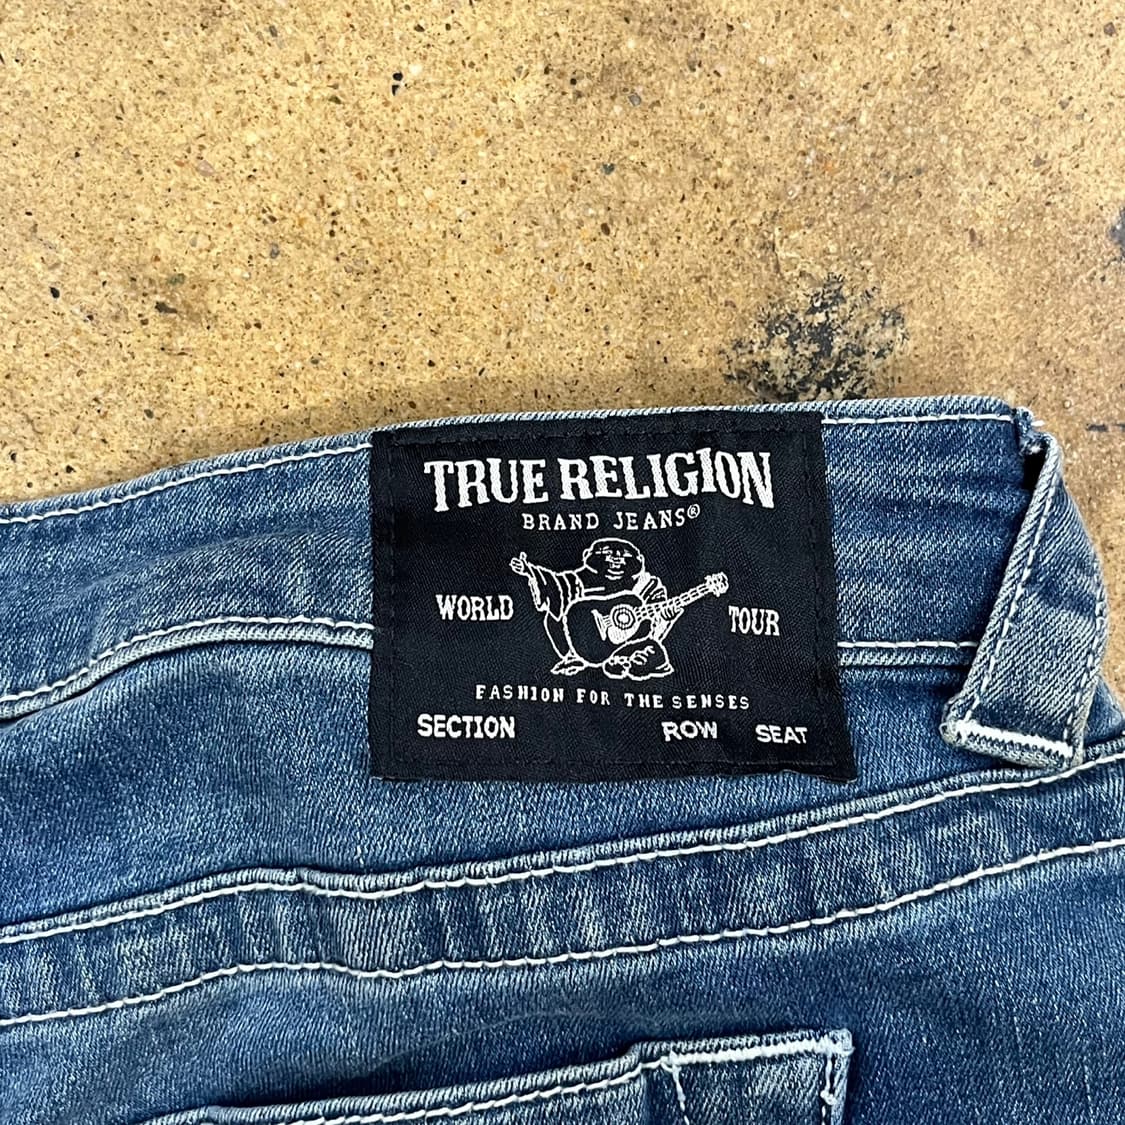 TRUE RELIGION
BRAND JEANS®
WORLD TOUR
FASHION FOR THE SENSES
SECTION ROW SEAT